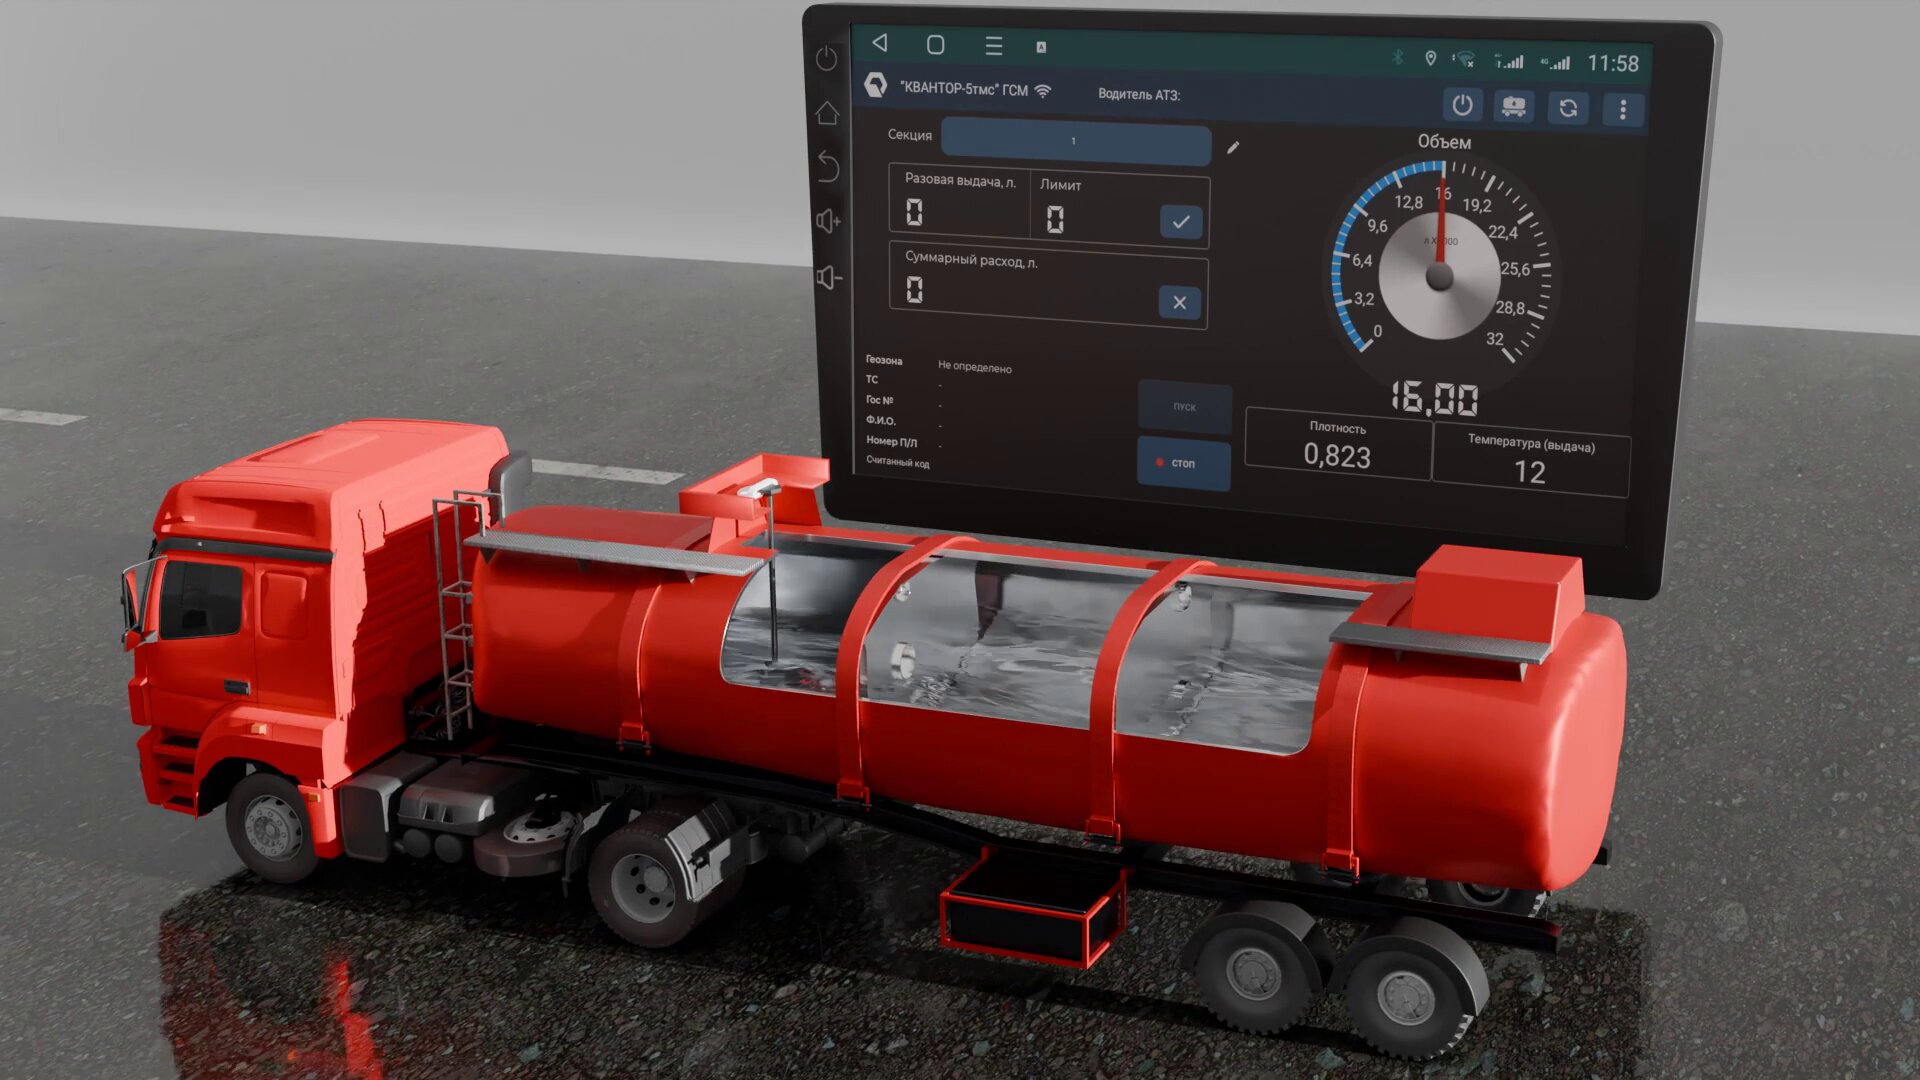 11:58
"КВАНТОР-5тмс" ГСМ
Водитель АТЗ:
Секция
1
Разовая выдача, л.
Лимит
0
0
Суммарный расход, л.
0
Геозона
Не определено
ТС
-
Гос №
-
Ф.И.О.
-
Номер П/Л
-
Считанный код
ПУСК
СТОП
Объем
0
3,2
6,4
9,6
12,8
16
19,2
22,4
25,6
28,8
32
16,00
Плотность
0,823
Температура (выдача)
12